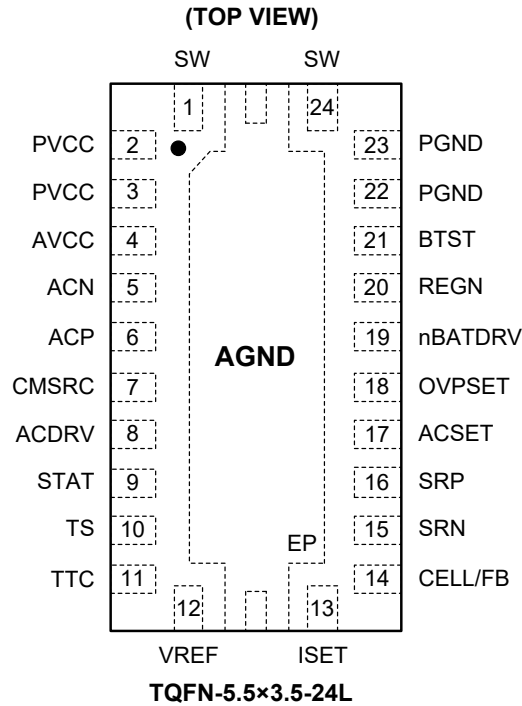 (TOP VIEW)
SW SW
1 24
PVCC 2 23 PGND
PVCC 3 22 PGND
AVCC 4 21 BTST
ACN 5 20 REGN
ACP 6 19 nBATDRV
AGND
CMSRC 7 18 OVPSET
ACDRV 8 17 ACSET
STAT 9 16 SRP
TS 10 15 SRN
EP
TTC 11 14 CELL/FB
12 13
VREF ISET
TQFN-5.5×3.5-24L